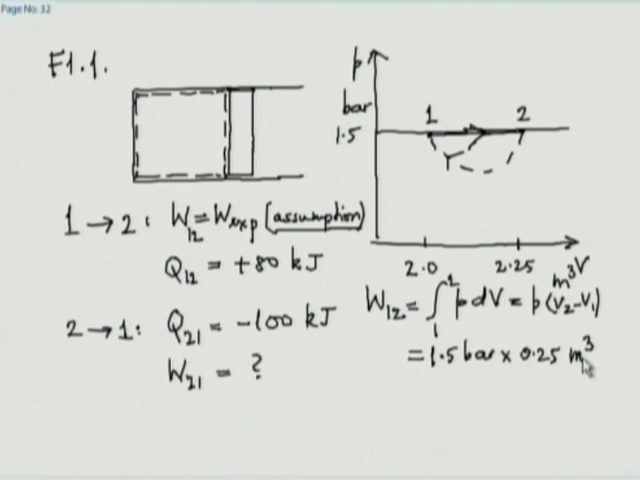 Page No: 32
F1.1.
p
bar
1.5
1 2
2.0 2.25 V
m³
1 → 2 : W₁₂ = Wexp (assumption)
Q₁₂ = +80 kJ
2 → 1 : Q₂₁ = -100 kJ
W₂₁ = ?
W₁₂ = ∫₁² p dV = p (V₂-V₁)
= 1.5 bar x 0.25 m³